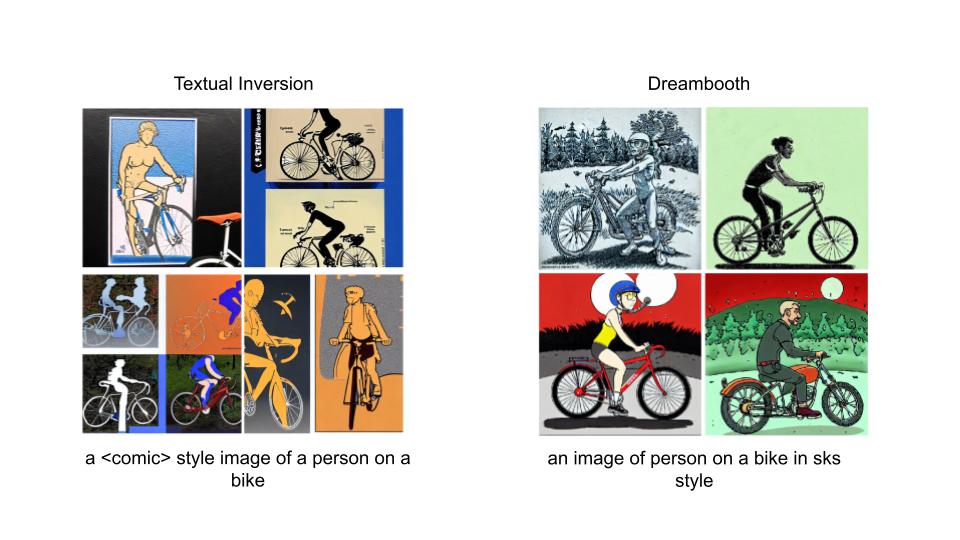 Textual Inversion
Dreambooth
a <comic> style image of a person on a
bike
an image of person on a bike in sks
style